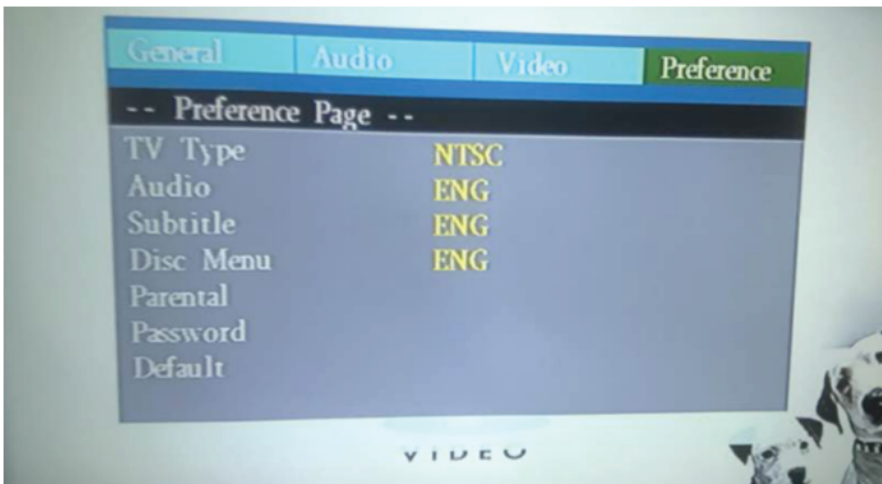 General Audio Video Preference
-- Preference Page --
TV Type NTSC
Audio ENG
Subtitle ENG
Disc Menu ENG
Parental
Password
Default
VIDEO